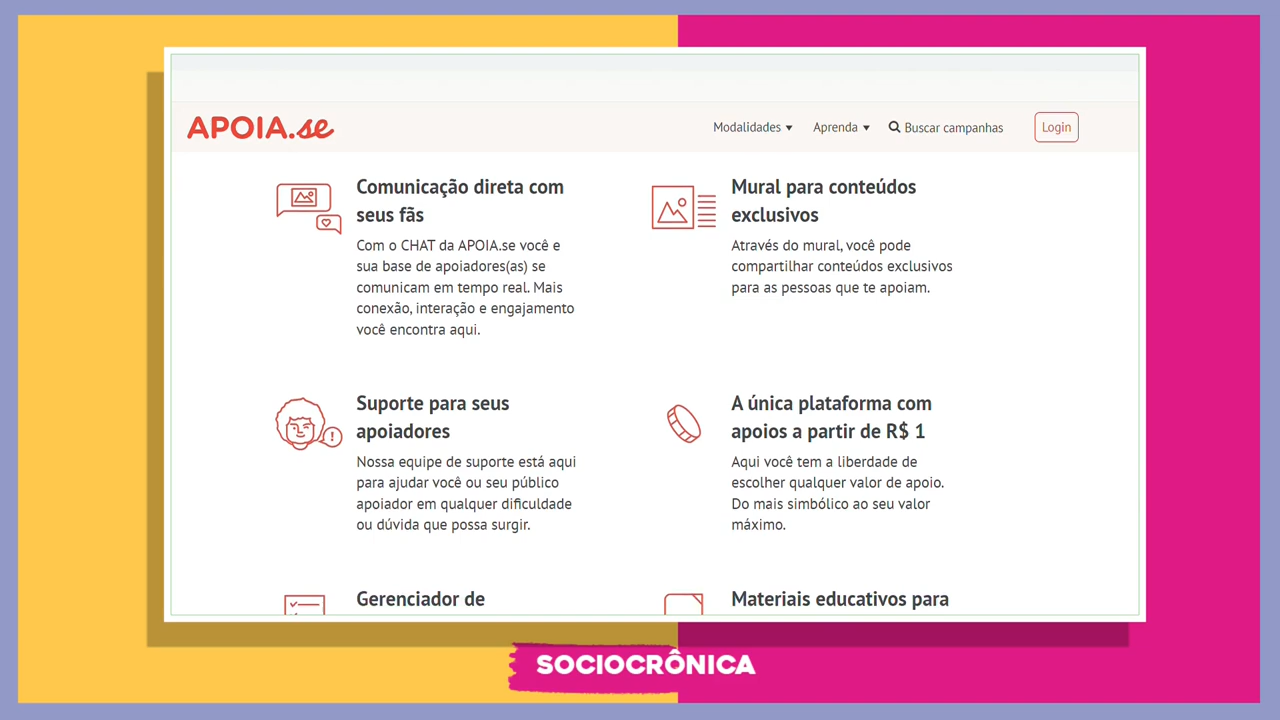 APOIA.se
Modalidades
Aprenda
Buscar campanhas
Login
Comunicação direta com
seus fãs
Com o CHAT da APOIA.se você e
sua base de apoiadores(as) se
comunicam em tempo real. Mais
conexão, interação e engajamento
você encontra aqui.
Mural para conteúdos
exclusivos
Através do mural, você pode
compartilhar conteúdos exclusivos
para as pessoas que te apoiam.
Suporte para seus
apoiadores
Nossa equipe de suporte está aqui
para ajudar você ou seu público
apoiador em qualquer dificuldade
ou dúvida que possa surgir.
A única plataforma com
apoios a partir de R$ 1
Aqui você tem a liberdade de
escolher qualquer valor de apoio.
Do mais simbólico ao seu valor
máximo.
Gerenciador de
Materiais educativos para
SOCIOCRÔNICA